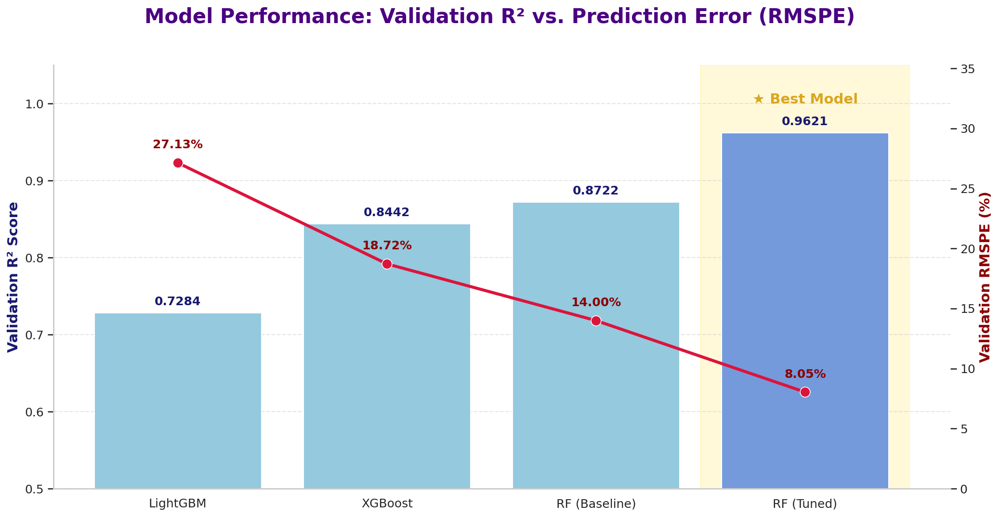 Model Performance: Validation R² vs. Prediction Error (RMSPE)
Validation R² Score
1.0
0.9
0.8
0.7
0.6
0.5
27.13%
0.7284
0.8442
18.72%
0.8722
14.00%
★ Best Model
0.9621
8.05%
35
30
25
20
15
10
5
0
Validation RMSPE (%)
LightGBM
XGBoost
RF (Baseline)
RF (Tuned)